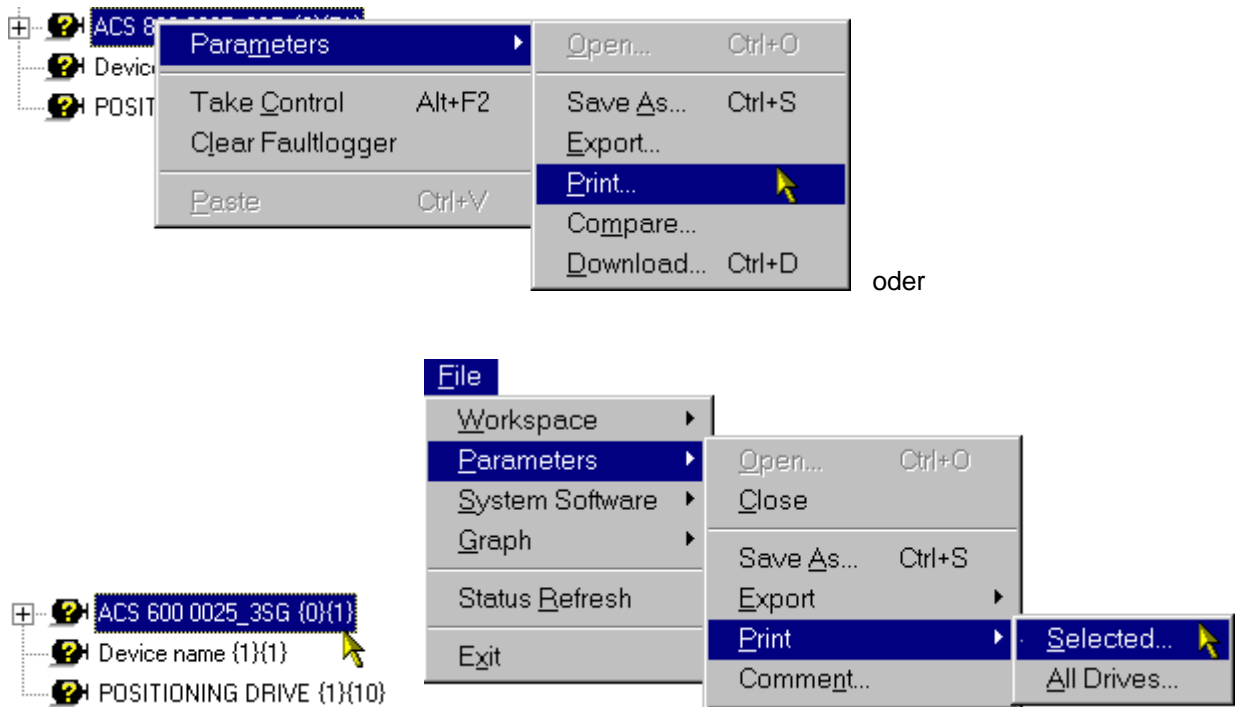 ACS 8
Parameters
Open... Ctrl+O
Device
POSIT
Take Control Alt+F2
Save As... Ctrl+S
Clear Faultlogger
Export...
Print...
Paste Ctrl+V
Compare...
Download... Ctrl+D
oder
File
Workspace
Parameters
Open... Ctrl+O
System Software
Close
Graph
Save As... Ctrl+S
ACS 600 0025_3SG {0}{1}
Status Refresh
Export
Device name {1}{1}
Exit
Print
Selected...
POSITIONING DRIVE {1}{10}
Comment...
All Drives...